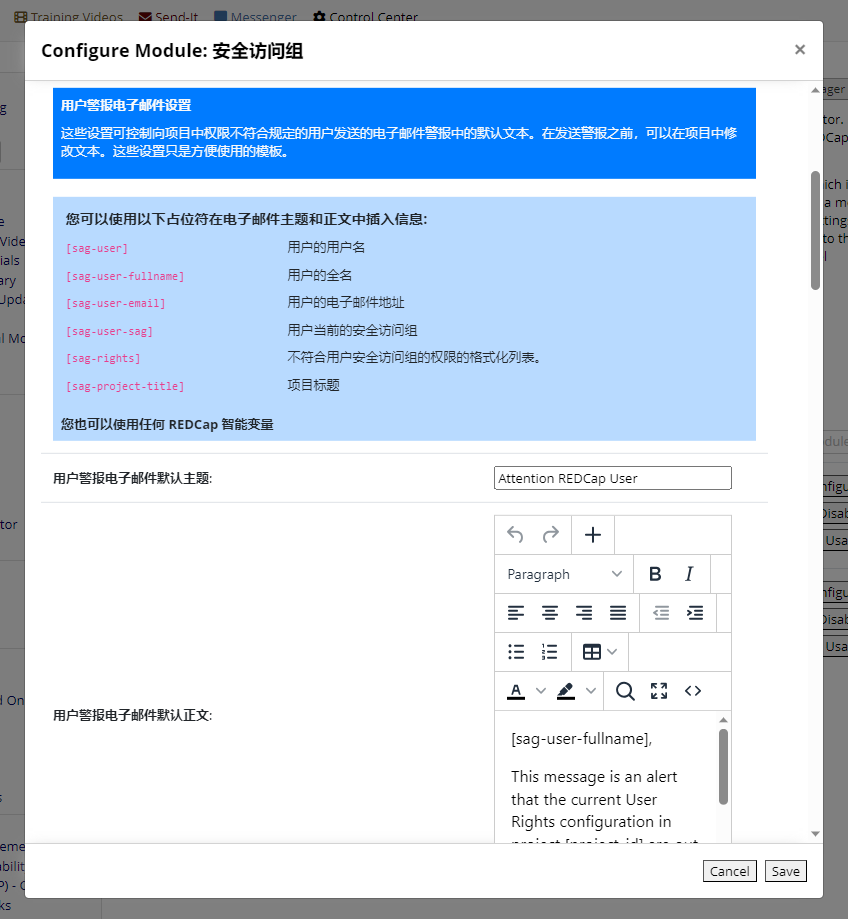 Training Videos Send-It Messenger Control Center
Configure Module: 安全访问组
×
用户警报电子邮件设置
这些设置可控制向项目中权限不符合规定的用户发送的电子邮件警报中的默认文本。在发送警报之前，可以在项目中修
改文本。这些设置只是方便使用的模板。
您可以使用以下占位符在电子邮件主题和正文中插入信息:
[sag-user] 用户的用户名
[sag-user-fullname] 用户的全名
[sag-user-email] 用户的电子邮件地址
[sag-user-sag] 用户当前的安全访问组
[sag-rights] 不符合用户安全访问组的权限的格式化列表。
[sag-project-title] 项目标题
您也可以使用任何 REDCap 智能变量
用户警报电子邮件默认主题: Attention REDCap User
Paragraph B I
用户警报电子邮件默认正文:
[sag-user-fullname],
This message is an alert
that the current User
Rights configuration in
project [project-id] are out
Cancel Save